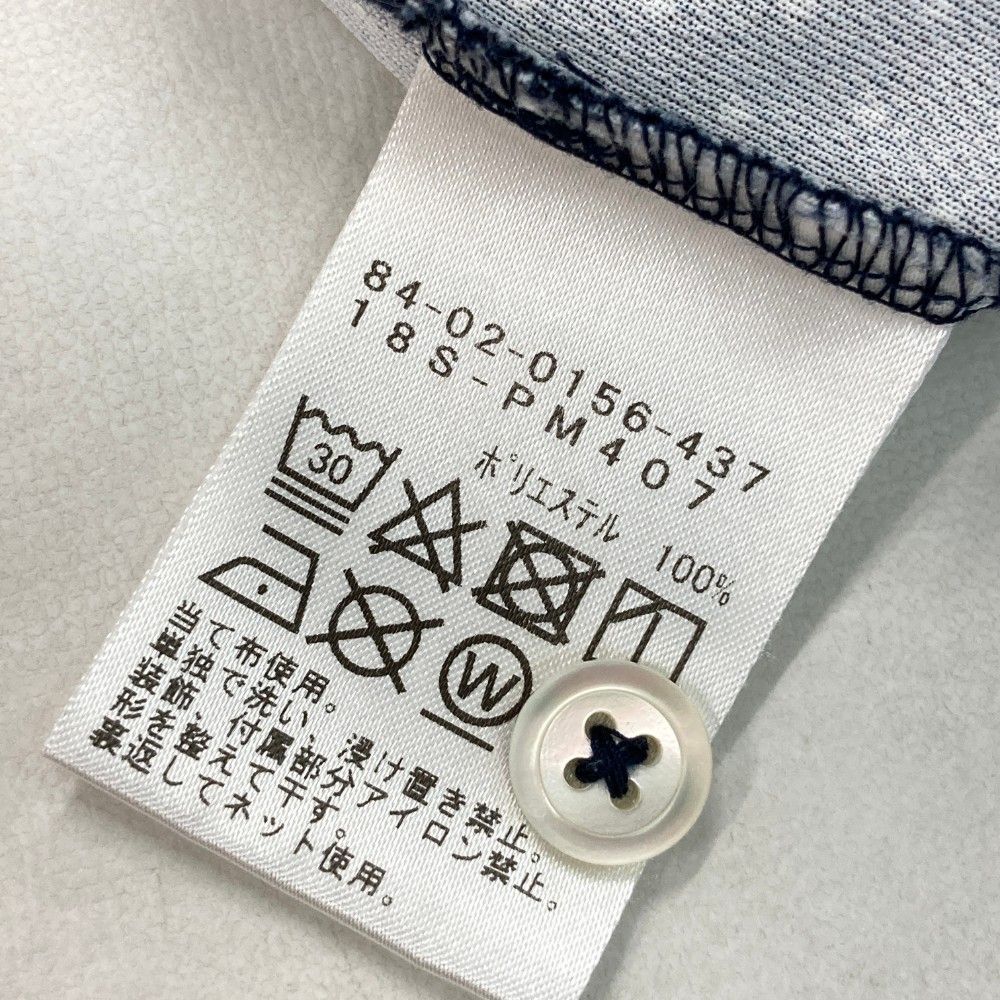 84-02-0156-437
18S-PM407
ポリエステル 100%
30
W
当て布使用。
単独で洗い、浸け置き禁止。
装飾、付属部分アイロン禁止。
形を整えて干す。
裏返してネット使用。